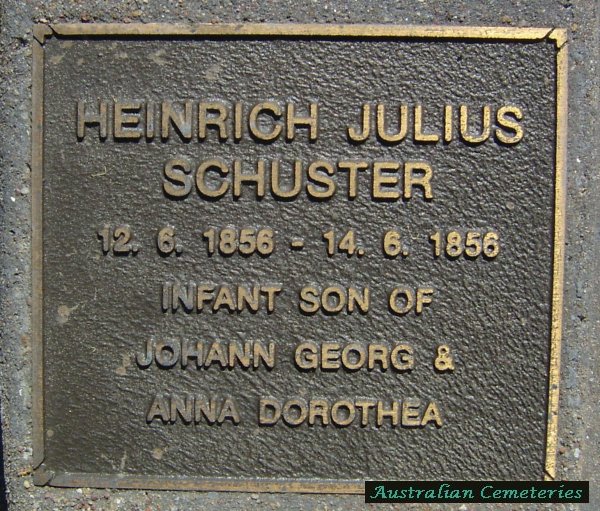 HEINRICH JULIUS
SCHUSTER
12. 6. 1856 - 14. 6. 1856
INFANT SON OF
JOHANN GEORG &
ANNA DOROTHEA
Australian Cemeteries